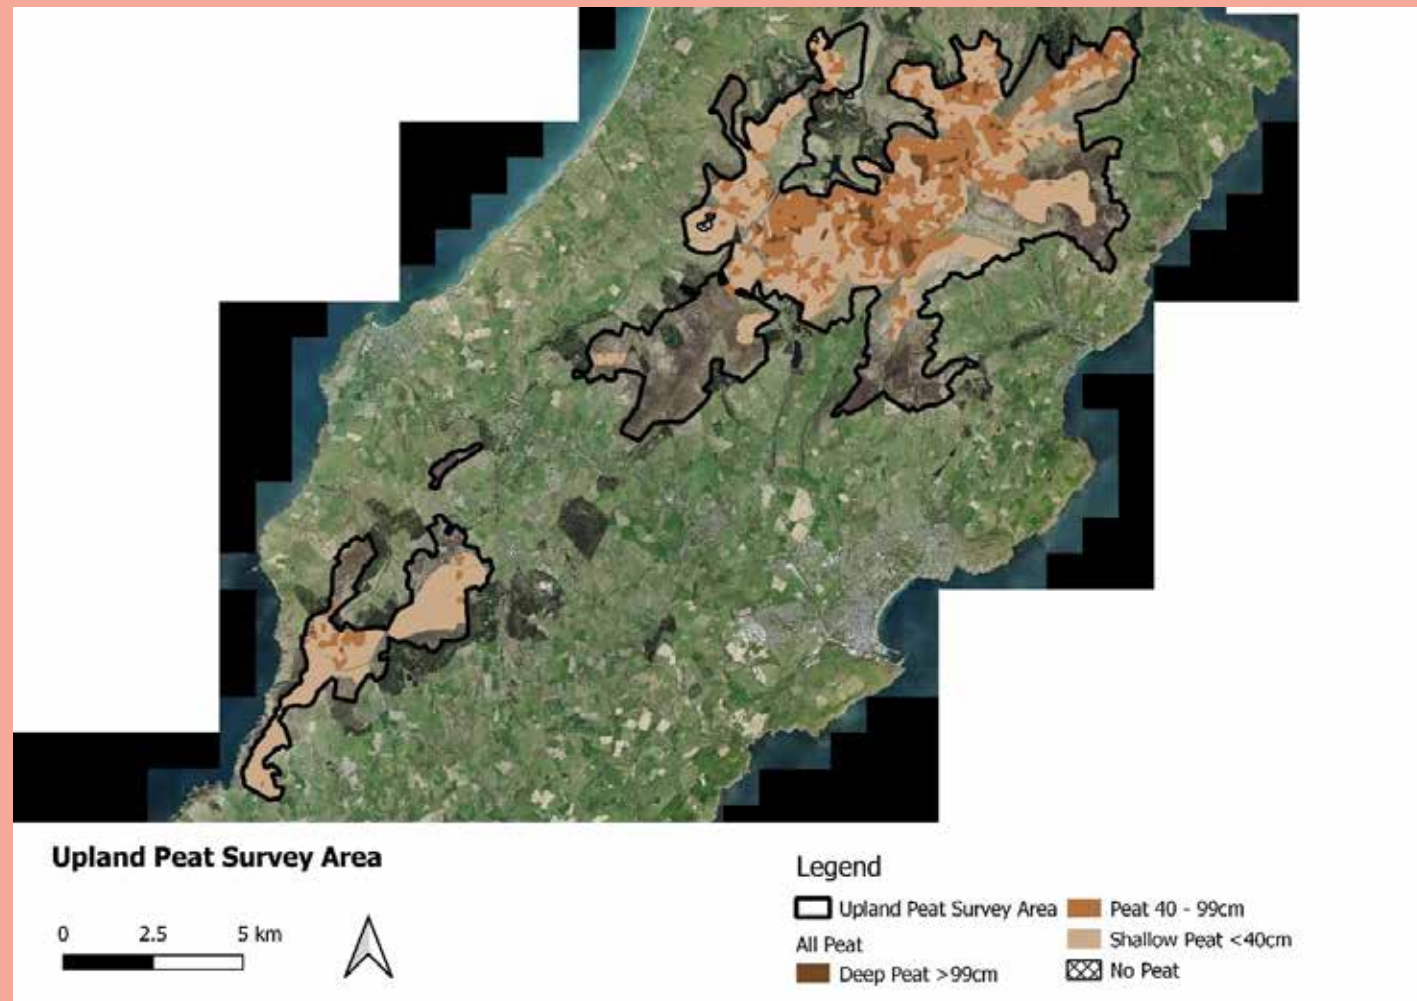 Upland Peat Survey Area
0 2.5 5 km
Legend
Upland Peat Survey Area
All Peat
Deep Peat >99cm
Peat 40 - 99cm
Shallow Peat <40cm
No Peat